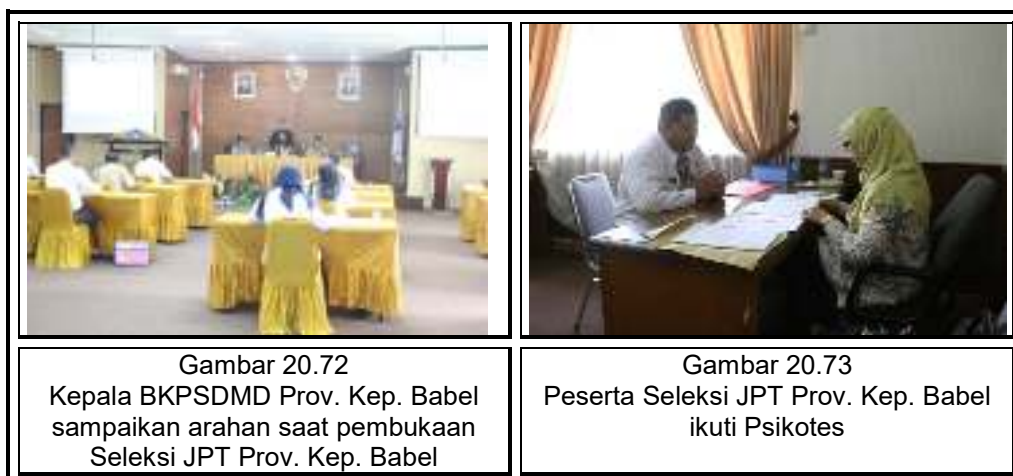 Gambar 20.72
Kepala BKPSDMD Prov. Kep. Babel
sampaikan arahan saat pembukaan
Seleksi JPT Prov. Kep. Babel
Gambar 20.73
Peserta Seleksi JPT Prov. Kep. Babel
ikuti Psikotes